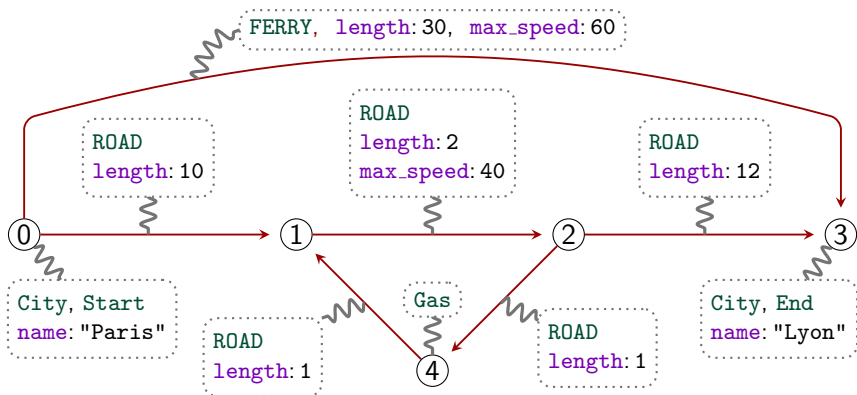 FERRY, length: 30, max_speed: 60
ROAD
length: 10
ROAD
length: 2
max_speed: 40
ROAD
length: 12
0
1
2
3
City, Start
name: "Paris"
ROAD
length: 1
Gas
4
ROAD
length: 1
City, End
name: "Lyon"